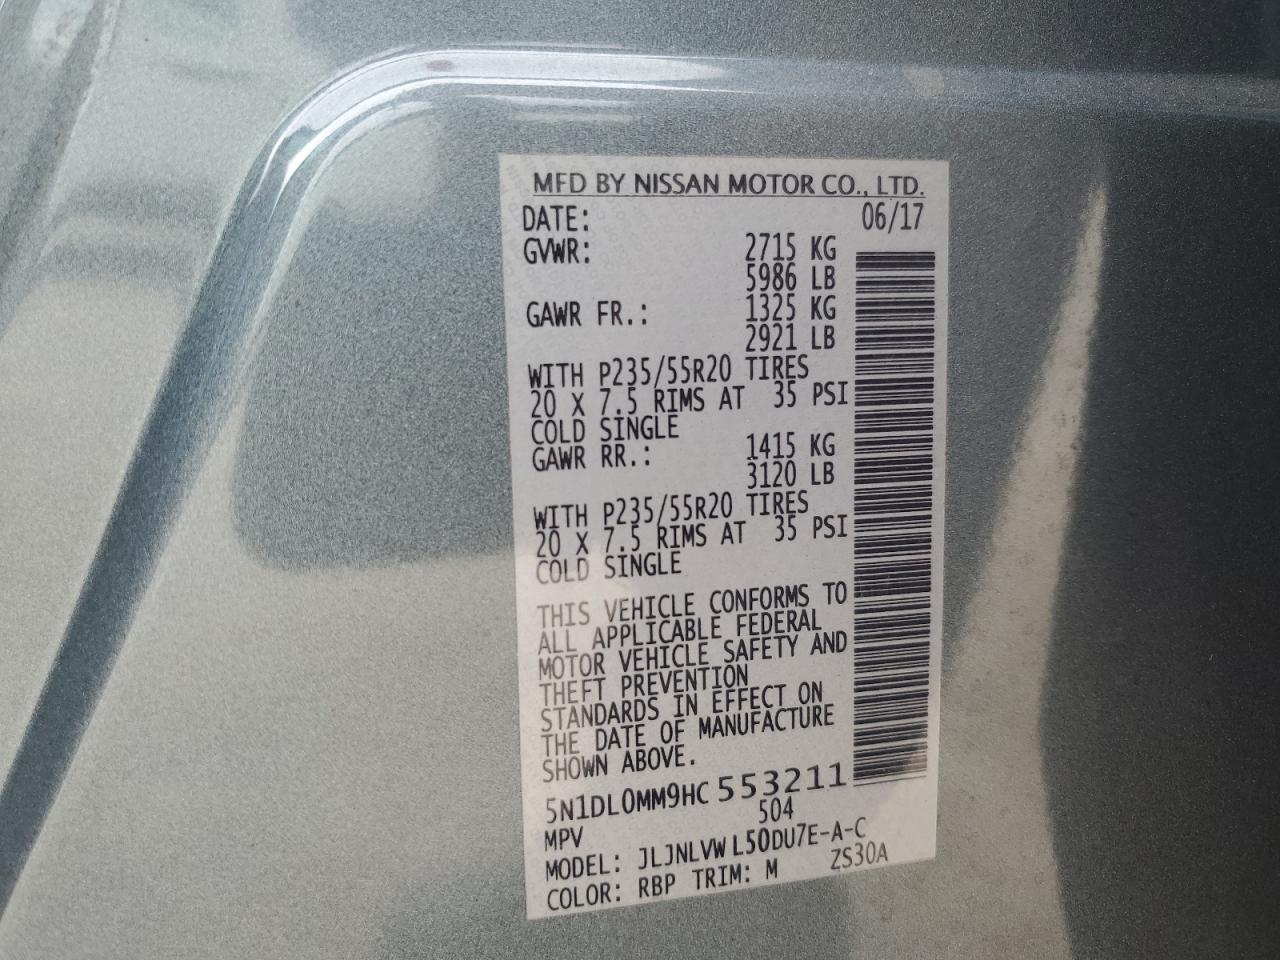 MFD BY NISSAN MOTOR CO., LTD.
DATE: 06/17
GVWR: 2715 KG
5986 LB
GAWR FR.: 1325 KG
2921 LB
WITH P235/55R20 TIRES
20 X 7.5 RIMS AT 35 PSI
COLD SINGLE
GAWR RR.: 1415 KG
3120 LB
WITH P235/55R20 TIRES
20 X 7.5 RIMS AT 35 PSI
COLD SINGLE
THIS VEHICLE CONFORMS TO
ALL APPLICABLE FEDERAL
MOTOR VEHICLE SAFETY AND
THEFT PREVENTION
STANDARDS IN EFFECT ON
THE DATE OF MANUFACTURE
SHOWN ABOVE.
5N1DL0MM9HC553211
MPV 504
MODEL: JLJNLVWL50DU7E-A-C
COLOR: RBP TRIM: M ZS30A